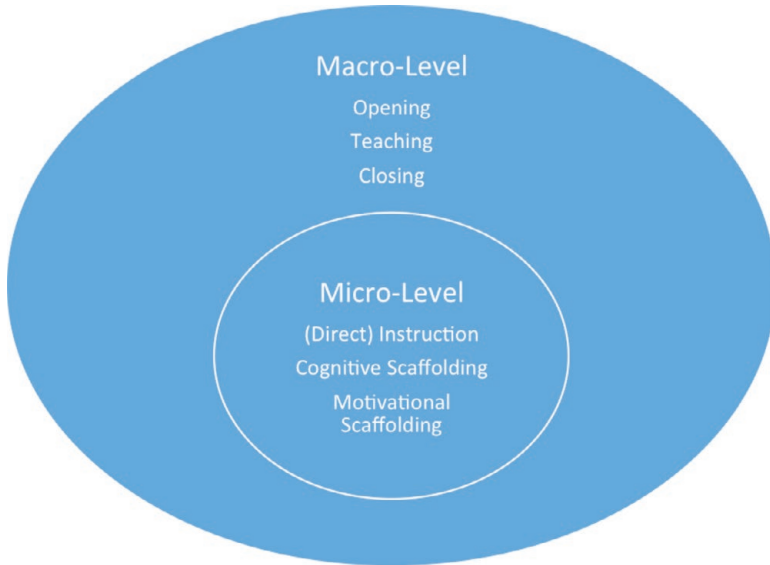 Macro-Level
Opening
Teaching
Closing
Micro-Level
(Direct) Instruction
Cognitive Scaffolding
Motivational
Scaffolding